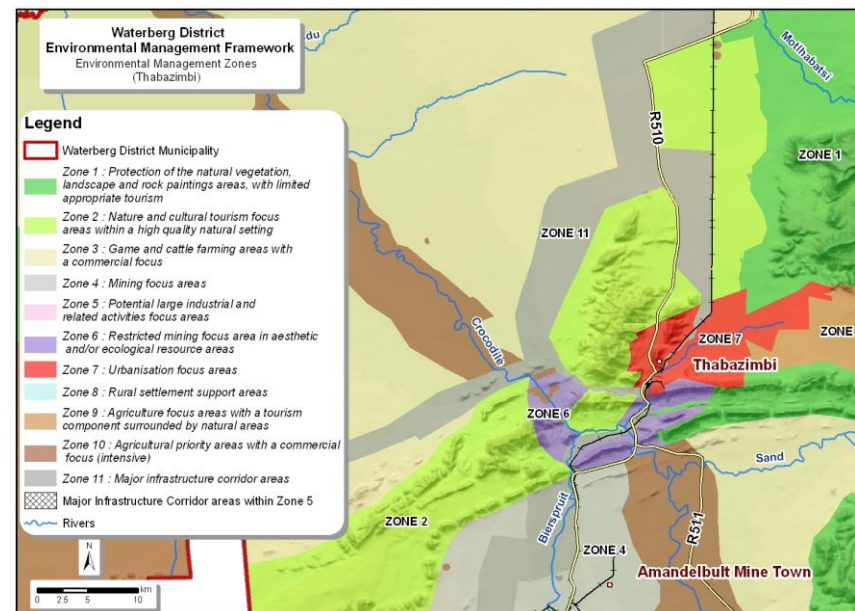 Waterberg District
Environmental Management Framework
Environmental Management Zones
(Thabazimbi)
du
Motlhabatsi
Legend
Waterberg District Municipality
Zone 1 : Protection of the natural vegetation,
landscape and rock paintings areas, with limited
appropriate tourism
Zone 2 : Nature and cultural tourism focus
areas within a high quality natural setting
Zone 3 : Game and cattle farming areas with
a commercial focus
Zone 4 : Mining focus areas
Zone 5 : Potential large industrial and
related activities focus areas
Zone 6 : Restricted mining focus area in aesthetic
and/or ecological resource areas
Zone 7 : Urbanisation focus areas
Zone 8 : Rural settlement support areas
Zone 9 : Agriculture focus areas with a tourism
component surrounded by natural areas
Zone 10 : Agricultural priority areas with a commercial
focus (intensive)
Zone 11 : Major infrastructure corridor areas
Major Infrastructure Corridor areas within Zone 5
Rivers
N
km
0 2.5 5 10
R510
ZONE 1
ZONE 11
Crocodile
ZONE 7
ZONE
Thabazimbi
ZONE 6
Sand
ZONE 2
Bierspruit
R511
ZONE 4
Amandelbult Mine Town